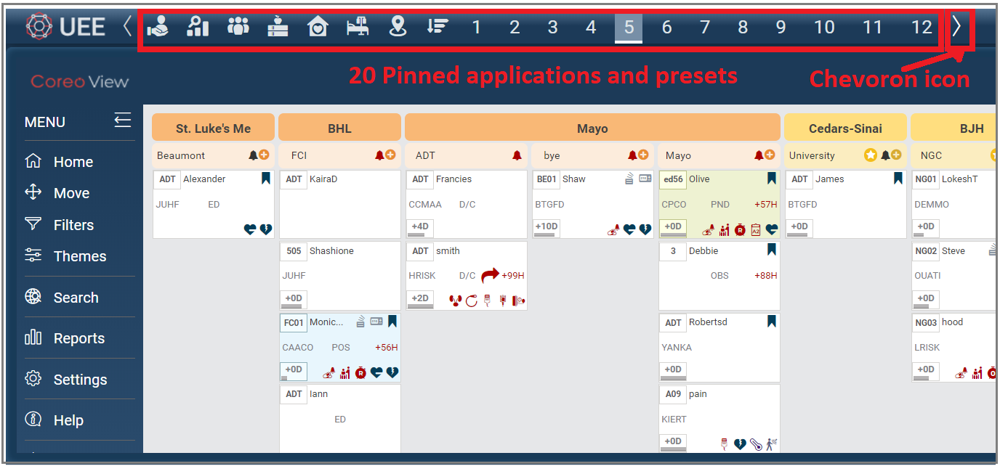 UEE 1 2 3 4 5 6 7 8 9 10 11 12
20 Pinned applications and presets
Chevoron icon
Coreo View
MENU
Home
Move
Filters
Themes
Search
Reports
Settings
Help
St. Luke's Me BHL Mayo Cedars-Sinai BJH
Beaumont FCI ADT bye Mayo University NGC
ADT Alexander
JUHF ED
ADT KairaD
505 Shashione
JUHF
+0D
FC01 Monic...
CAACO POS +56H
+0D R
ADT Iann
ED
ADT Francies
CCMAA D/C
+4D
ADT smith
HRISK D/C +99H
+2D
BE01 Shaw
BTGFD
+10D
ed56 Olive
CPCO PND +57H
+0D R A2
3 Debbie
OBS +88H
ADT Robertsd
YANKA
+0D
A09 pain
KIERT
+0D
ADT James
BTGFD
+0D
NG01 LokeshT
DEMMO
+0D
NG02 Steve
OUATI
+0D
NG03 hood
LRISK
+0D